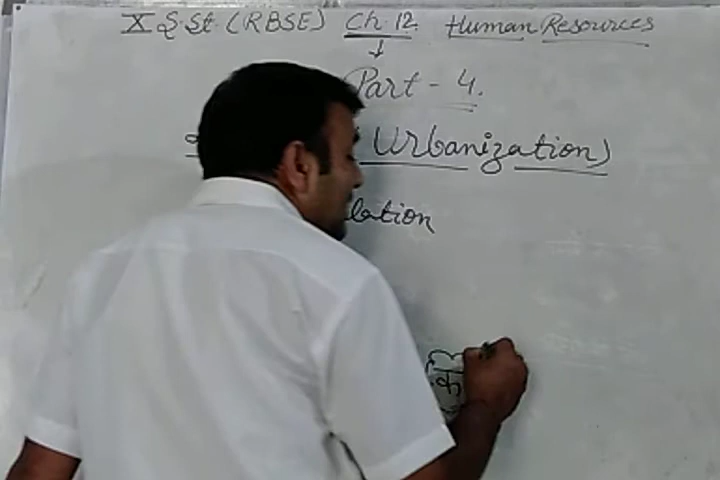 X S.St. (RBSE) Ch. 12. Human Resources
Part - 4.
Urbanization)
lation